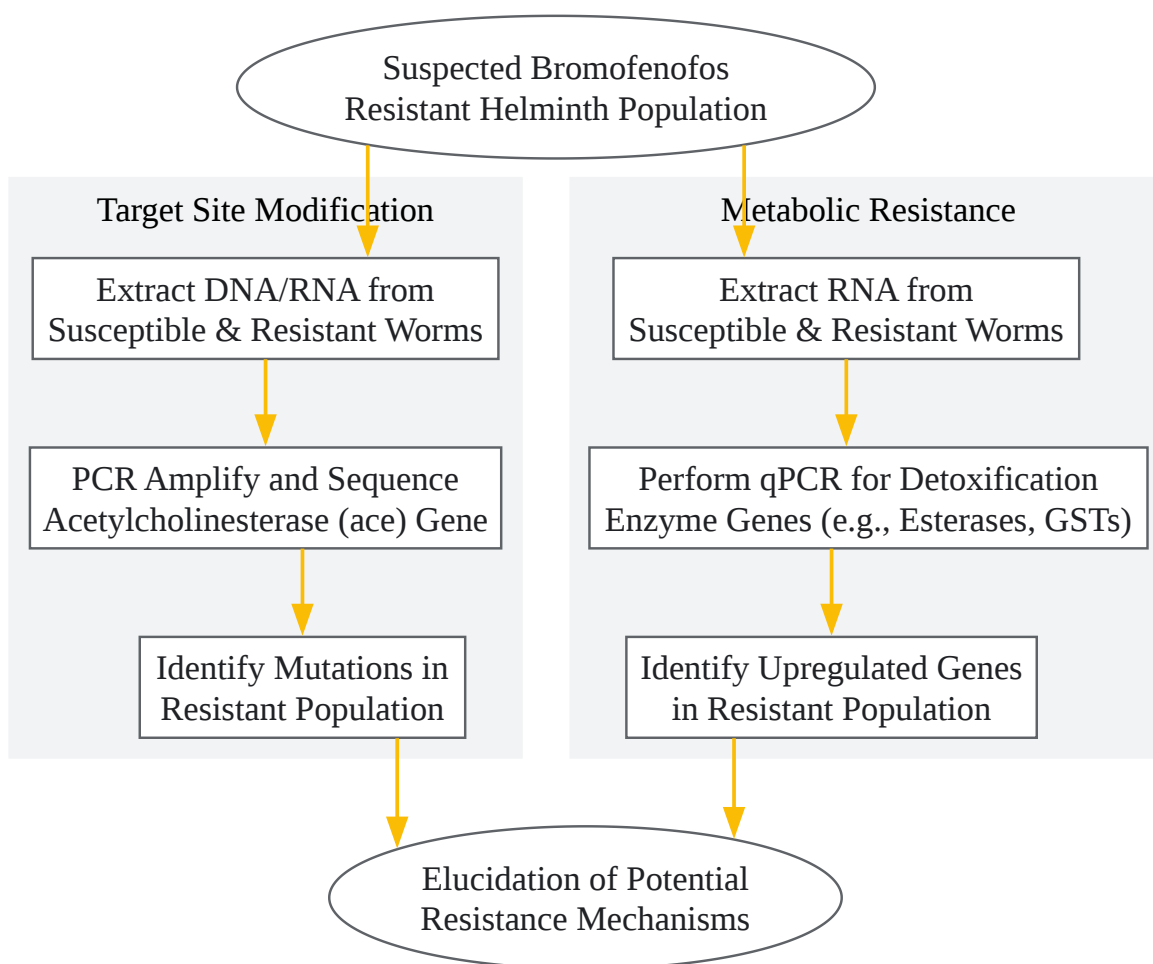 Suspected Bromofenofos
Resistant Helminth Population
Target Site Modification
Extract DNA/RNA from
Susceptible & Resistant Worms
PCR Amplify and Sequence
Acetylcholinesterase (ace) Gene
Identify Mutations in
Resistant Population
Metabolic Resistance
Extract RNA from
Susceptible & Resistant Worms
Perform qPCR for Detoxification
Enzyme Genes (e.g., Esterases, GSTs)
Identify Upregulated Genes
in Resistant Population
Elucidation of Potential
Resistance Mechanisms